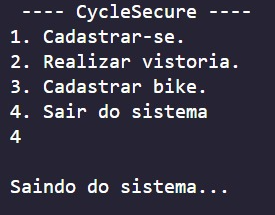 ---- CycleSecure ----
1. Cadastrar-se.
2. Realizar vistoria.
3. Cadastrar bike.
4. Sair do sistema
4
Saindo do sistema...